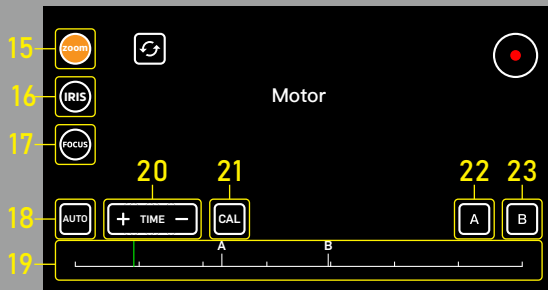 15 zoom
16 IRIS
Motor
17 FOCUS
20 21 22 23
18 AUTO + TIME − CAL A B
A B
19